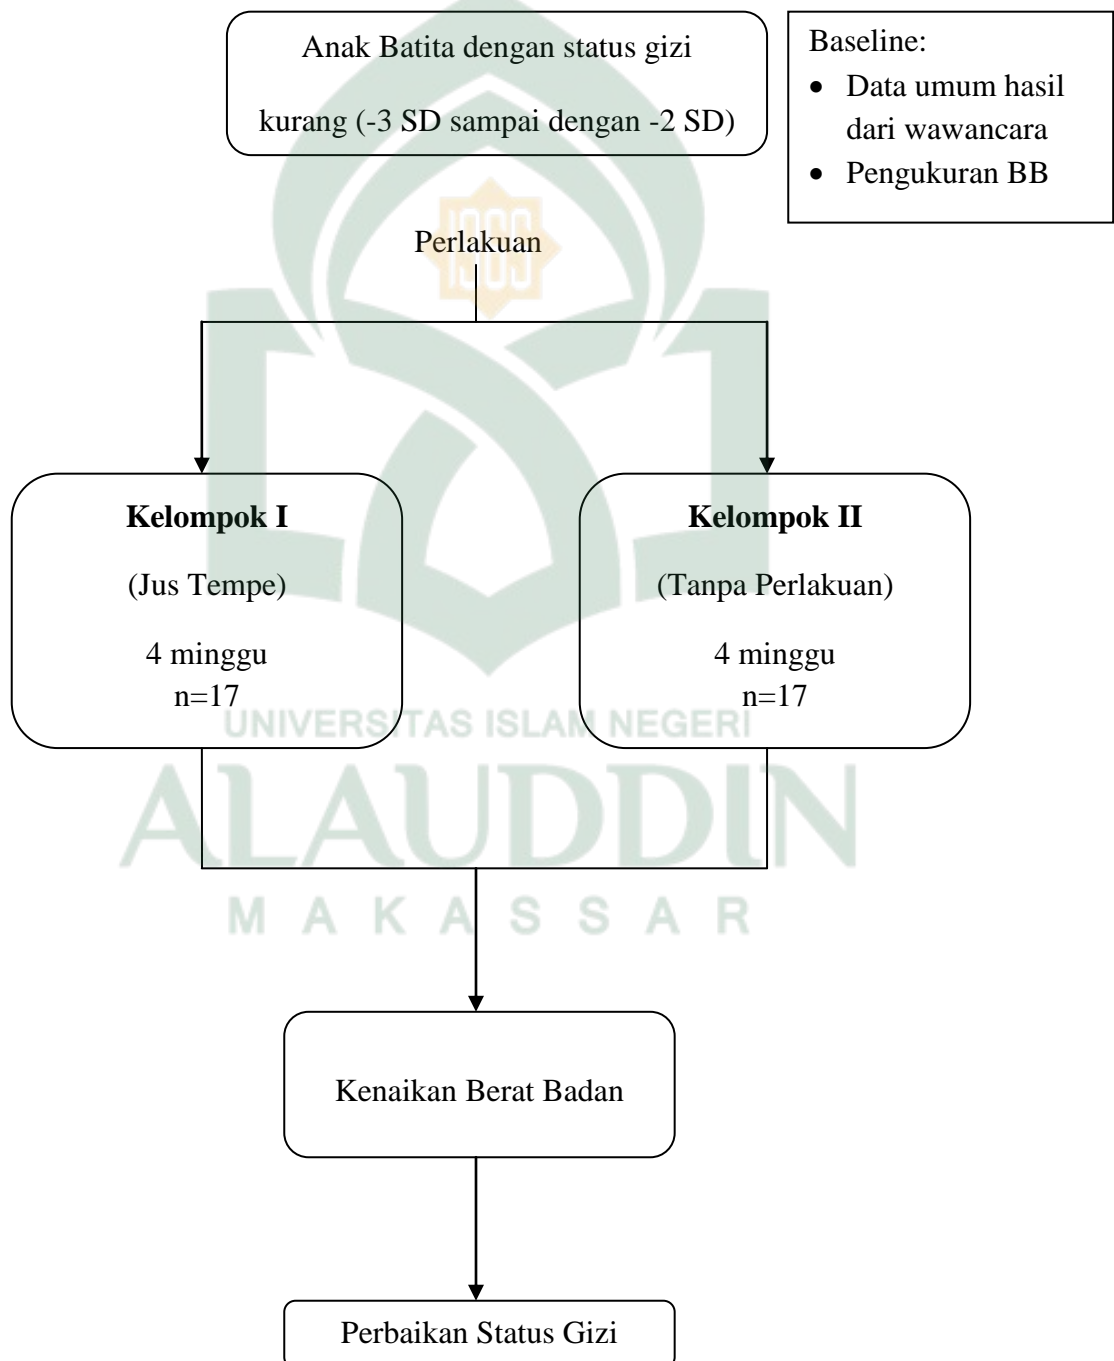 Anak Batita dengan status gizi
kurang (-3 SD sampai dengan -2 SD)
Baseline:
• Data umum hasil
dari wawancara
• Pengukuran BB
Perlakuan
Kelompok I
(Jus Tempe)
4 minggu
n=17
Kelompok II
(Tanpa Perlakuan)
4 minggu
n=17
UNIVERSITAS ISLAM NEGERI
ALAUDDIN
MAKASSAR
Kenaikan Berat Badan
Perbaikan Status Gizi